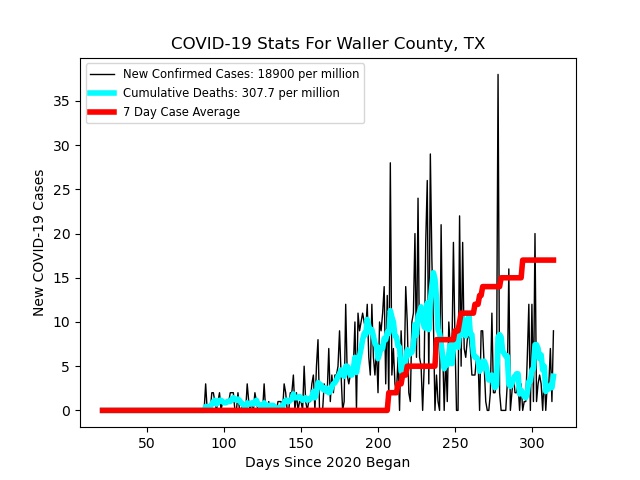 COVID-19 Stats For Waller County, TX
New Confirmed Cases: 18900 per million
Cumulative Deaths: 307.7 per million
7 Day Case Average
New COVID-19 Cases
35
30
25
20
15
10
5
0
50 100 150 200 250 300
Days Since 2020 Began